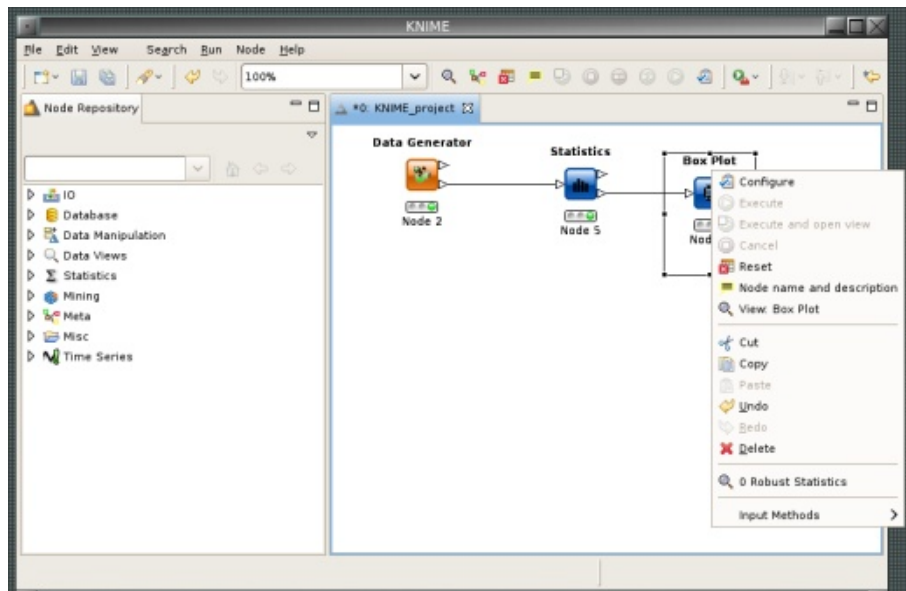 KNIME
File Edit View Search Run Node Help
100%
Node Repository
*0: KNIME_project
Data Generator
Statistics
Box Plot
Node 2
Node 5
Nod
IO
Database
Data Manipulation
Data Views
Statistics
Mining
Meta
Misc
Time Series
Configure
Execute
Execute and open view
Cancel
Reset
Node name and description
View: Box Plot
Cut
Copy
Paste
Undo
Redo
Delete
0 Robust Statistics
Input Methods